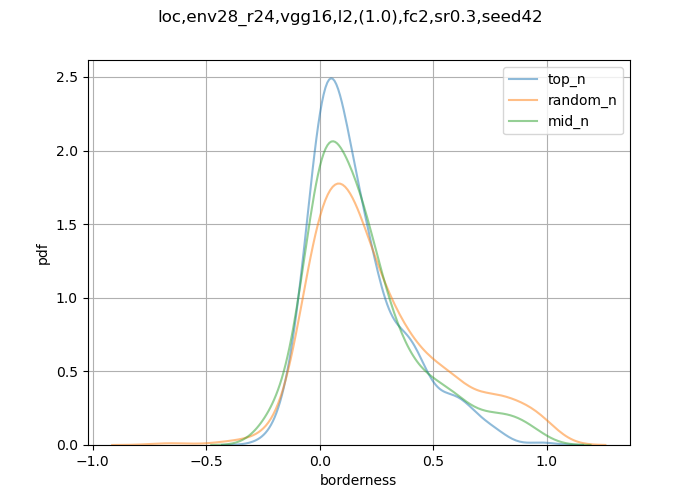 loc,env28_r24,vgg16,l2,(1.0),fc2,sr0.3,seed42
top_n
random_n
mid_n
2.5
2.0
1.5
1.0
0.5
0.0
pdf
−1.0 −0.5 0.0 0.5 1.0
borderness